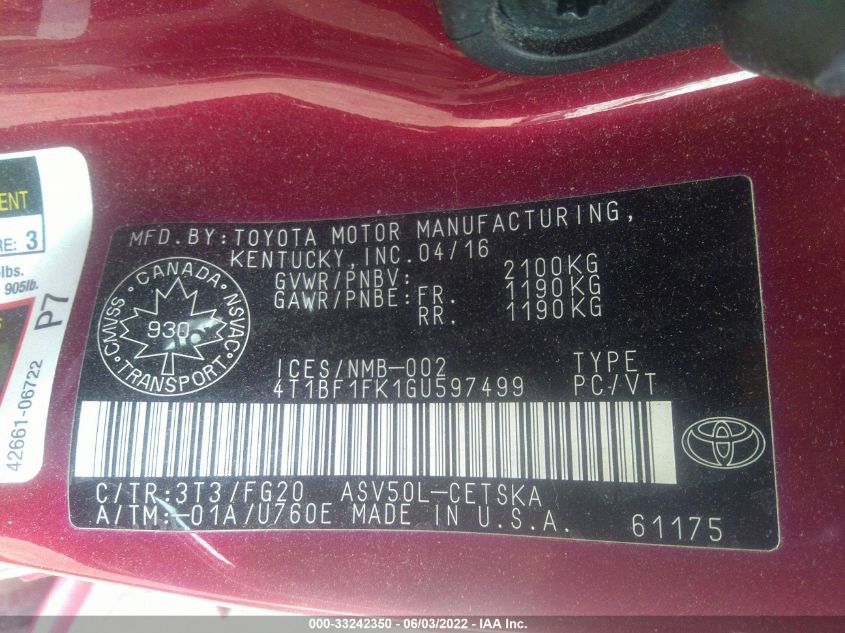 ENT
RE: 3
lbs.
905lb.
42661-06722 P7
MFD.BY:TOYOTA MOTOR MANUFACTURING,
KENTUCKY, INC. 04/16
GVWR/PNBV: 2100KG
GAWR/PNBE: FR. 1190KG
RR. 1190KG
CANADA
CMVSS NSVAC
930
TRANSPORT
ICES/NMB-002 TYPE
4T1BF1FK1GU597499 PC/VT
C/TR:3T3/FG20 ASV50L-CETSKA
A/TM:-01A/U760E MADE IN U.S.A. 61175
000-33242350 - 06/03/2022 - IAA Inc.